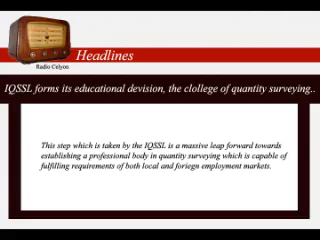 Headlines
Radio Celyon
IQSSL forms its educational devision, the clollege of quantity surveying..
This step which is taken by the IQSSL is a massive leap forward towards
establishing a professional body in quantity surveying which is capable of
fulfilling requirements of both local and foriegn employment markets.